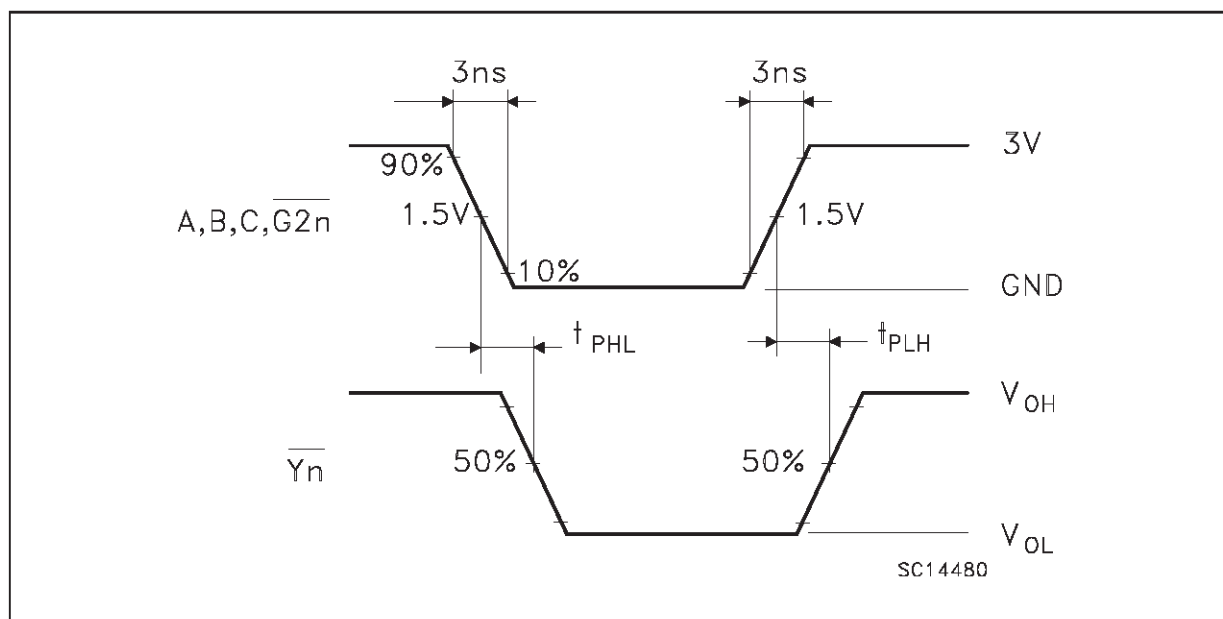 3ns 3ns
3V
90%
A,B,C,G2n 1.5V 1.5V
10%
GND
tPHL tPLH
VOH
Yn 50% 50%
VOL
SC14480